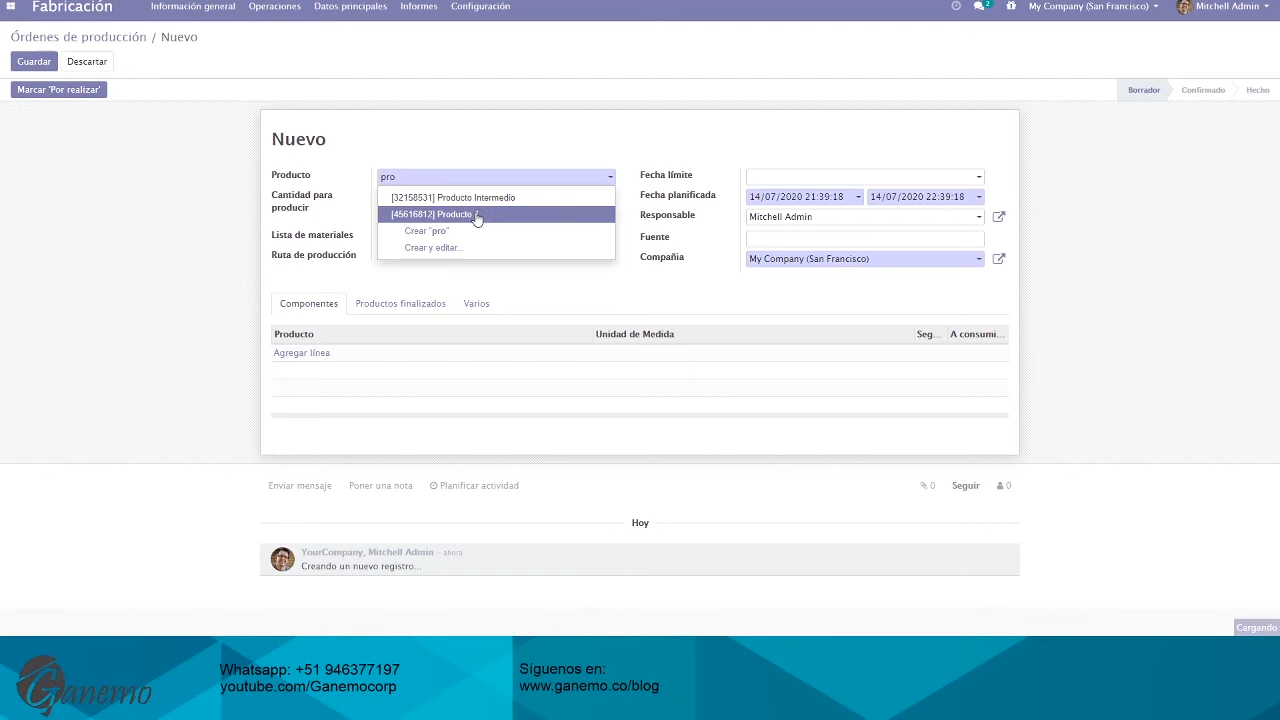 Fabricación
Información general
Operaciones
Datos principales
Informes
Configuración
2
My Company (San Francisco)
Mitchell Admin
Órdenes de producción / Nuevo
Guardar
Descartar
Marcar 'Por realizar'
Borrador
Confirmado
Hecho
Nuevo
Producto
pro
[32158531] Producto Intermedio
[45616812] Producto
Crear "pro"
Crear y editar...
Cantidad para
producir
Lista de materiales
Ruta de producción
Fecha límite
Fecha planificada
14/07/2020 21:39:18
14/07/2020 22:39:18
Responsable
Mitchell Admin
Fuente
Compañia
My Company (San Francisco)
Componentes
Productos finalizados
Varios
Producto
Unidad de Medida
Seg...
A consumi...
Agregar línea
Enviar mensaje
Poner una nota
Planificar actividad
0
Seguir
0
Hoy
YourCompany, Mitchell Admin - ahora
Creando un nuevo registro...
Cargando
Ganemo
Whatsapp: +51 946377197
youtube.com/Ganemocorp
Síguenos en:
www.ganemo.co/blog